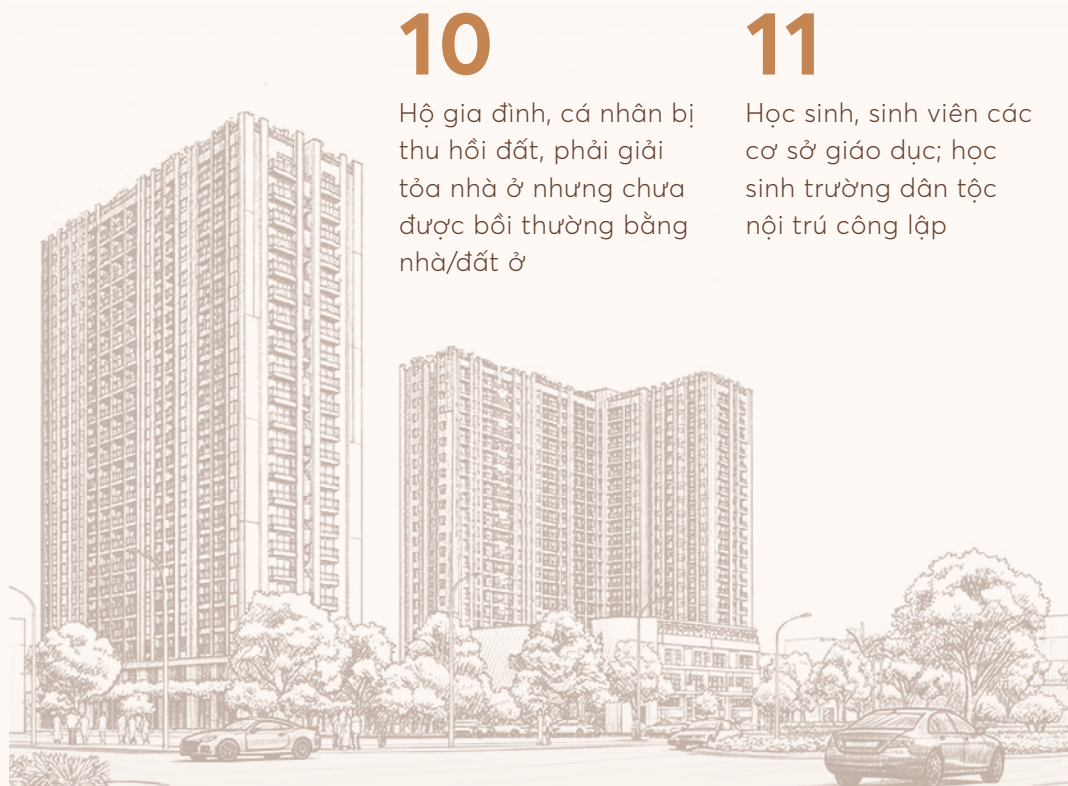 10
Hộ gia đình, cá nhân bị
thu hồi đất, phải giải
tỏa nhà ở nhưng chưa
được bồi thường bằng
nhà/đất ở
11
Học sinh, sinh viên các
cơ sở giáo dục; học
sinh trường dân tộc
nội trú công lập